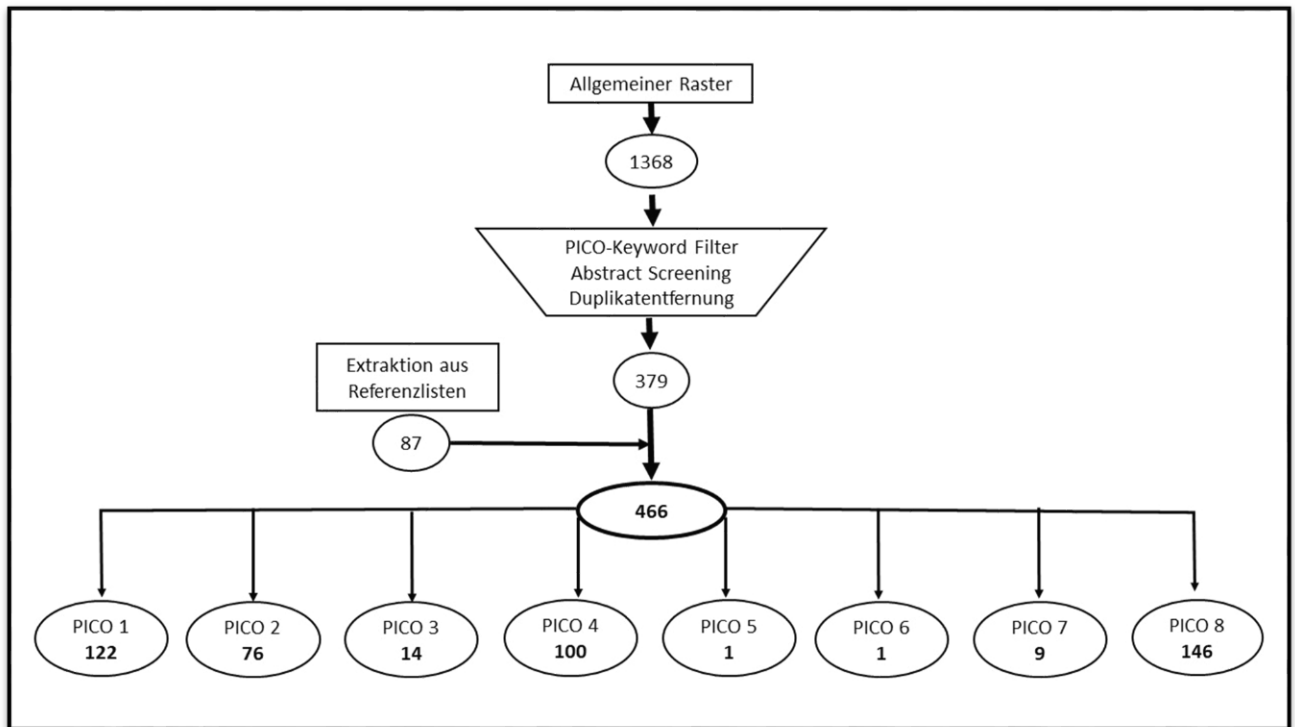 Allgemeiner Raster
1368
PICO-Keyword Filter
Abstract Screening
Duplikatentfernung
Extraktion aus
Referenzlisten
379
87
466
PICO 1
122
PICO 2
76
PICO 3
14
PICO 4
100
PICO 5
1
PICO 6
1
PICO 7
9
PICO 8
146